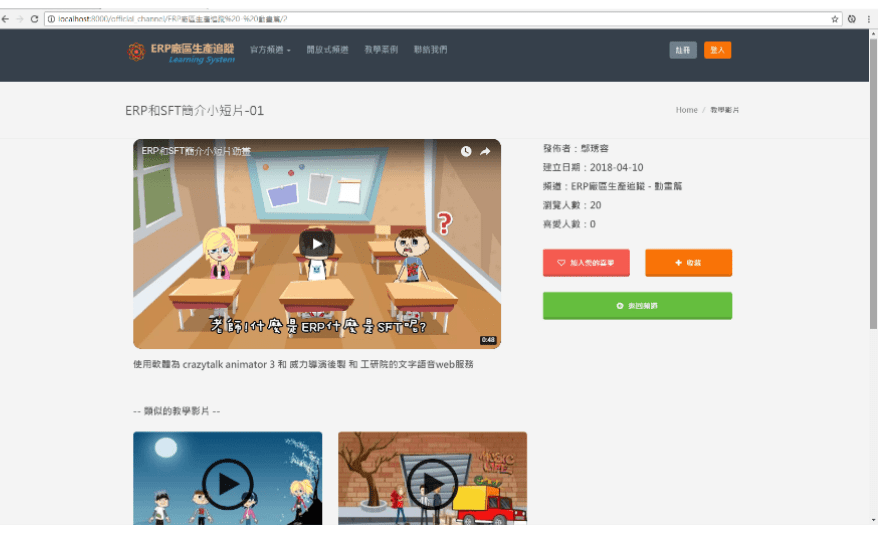 localhost:8000/official_channel/ERP廠區生產追蹤%20-%20動畫篇/2
ERP廠區生產追蹤
Learning System
官方頻道
開放式頻道
教學案例
聯絡我們
註冊
登入
ERP和SFT簡介小短片-01
Home / 教學影片
ERP和SFT簡介小短片動畫
?
老師!什麼是ERP什麼是SFT呢?
0:48
發佈者：鄧琇容
建立日期：2018-04-10
頻道：ERP廠區生產追蹤 - 動畫篇
瀏覽人數：20
喜愛人數：0
加入您的喜單
+ 收藏
返回頻道
使用軟體為 crazytalk animator 3 和 威力導演後製 和 工研院的文字語音web服務
-- 類似的教學影片 --
MUSIC
LIVE